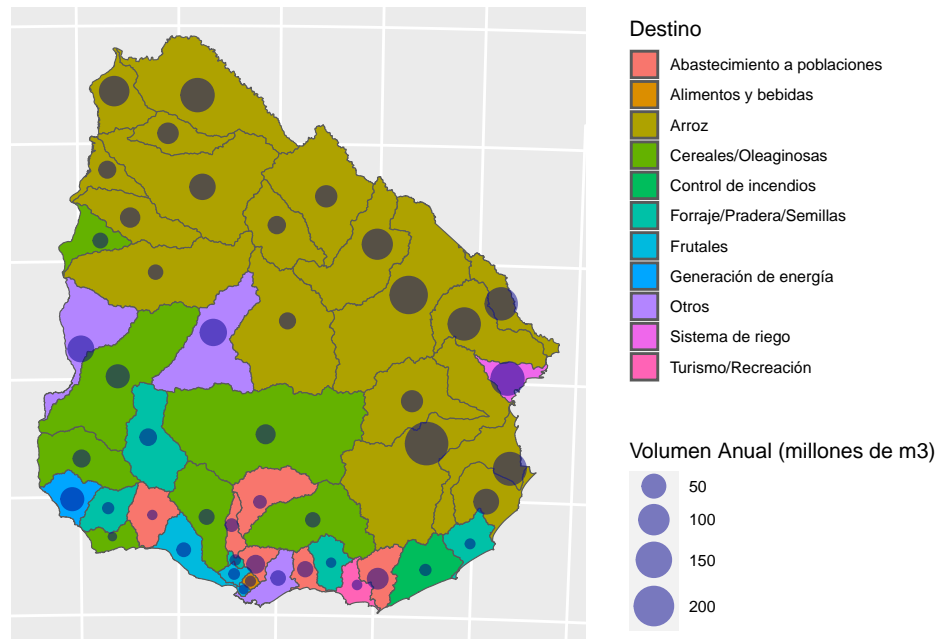 Destino
Abastecimiento a poblaciones
Alimentos y bebidas
Arroz
Cereales/Oleaginosas
Control de incendios
Forraje/Pradera/Semillas
Frutales
Generación de energía
Otros
Sistema de riego
Turismo/Recreación
Volumen Anual (millones de m3)
50
100
150
200